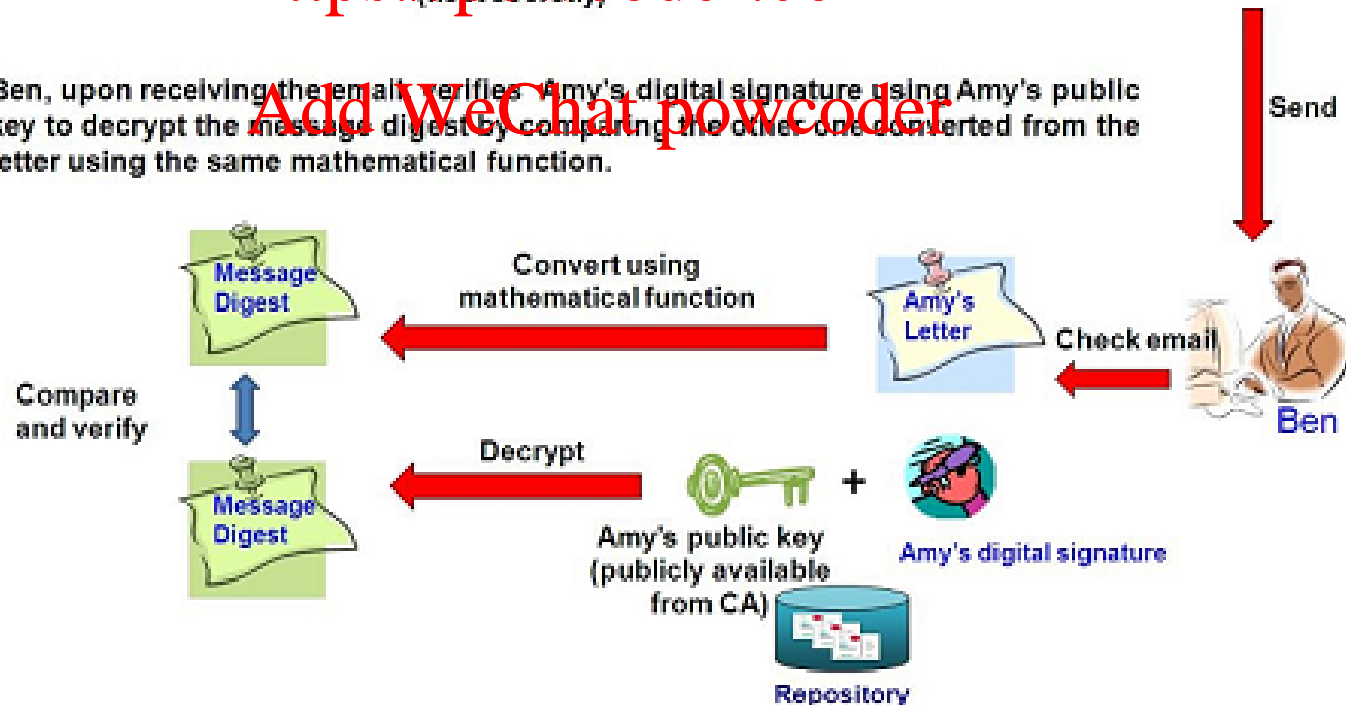 Ben, upon receiving the email, verifies Amy's digital signature using Amy's public
key to decrypt the message digest by comparing the other one converted from the
letter using the same mathematical function.
Add WeChat powcoder
Send
Message
Digest
Convert using
mathematical function
Amy's
Letter
Check email
Ben
Compare
and verify
Message
Digest
Decrypt
+
Amy's public key
(publicly available
from CA)
Amy's digital signature
Repository